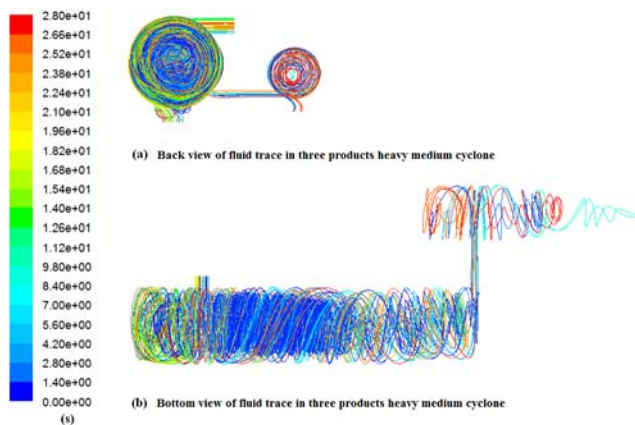 2.80e+01
2.66e+01
2.52e+01
2.38e+01
2.24e+01
2.10e+01
1.96e+01
1.82e+01
1.68e+01
1.54e+01
1.40e+01
1.26e+01
1.12e+01
9.80e+00
8.40e+00
7.00e+00
5.60e+00
4.20e+00
2.80e+00
1.40e+00
0.00e+00
(s)
(a) Back view of fluid trace in three products heavy medium cyclone
(b) Bottom view of fluid trace in three products heavy medium cyclone